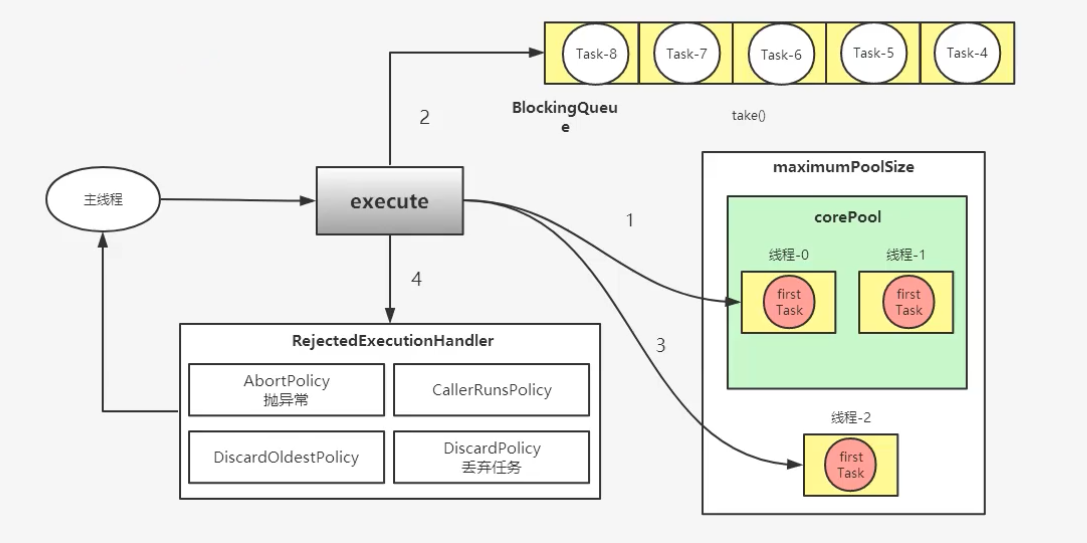 Task-8
Task-7
Task-6
Task-5
Task-4
BlockingQueu
e
take()
2
maximumPoolSize
主线程
execute
corePool
1
线程-0
线程-1
first
Task
first
Task
4
3
RejectedExecutionHandler
AbortPolicy
抛异常
CallerRunsPolicy
DiscardOldestPolicy
DiscardPolicy
丢弃任务
线程-2
first
Task